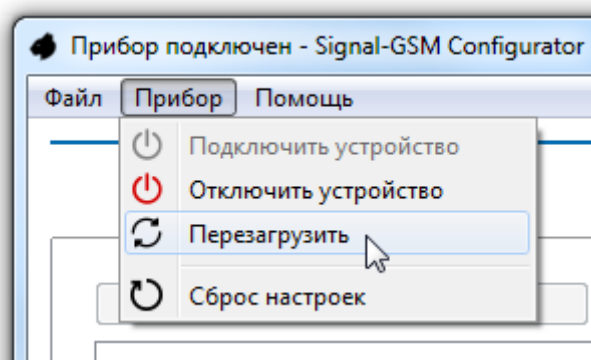 Прибор подключен - Signal-GSM Configurator
Файл Прибор Помощь
Подключить устройство
Отключить устройство
Перезагрузить
Сброс настроек